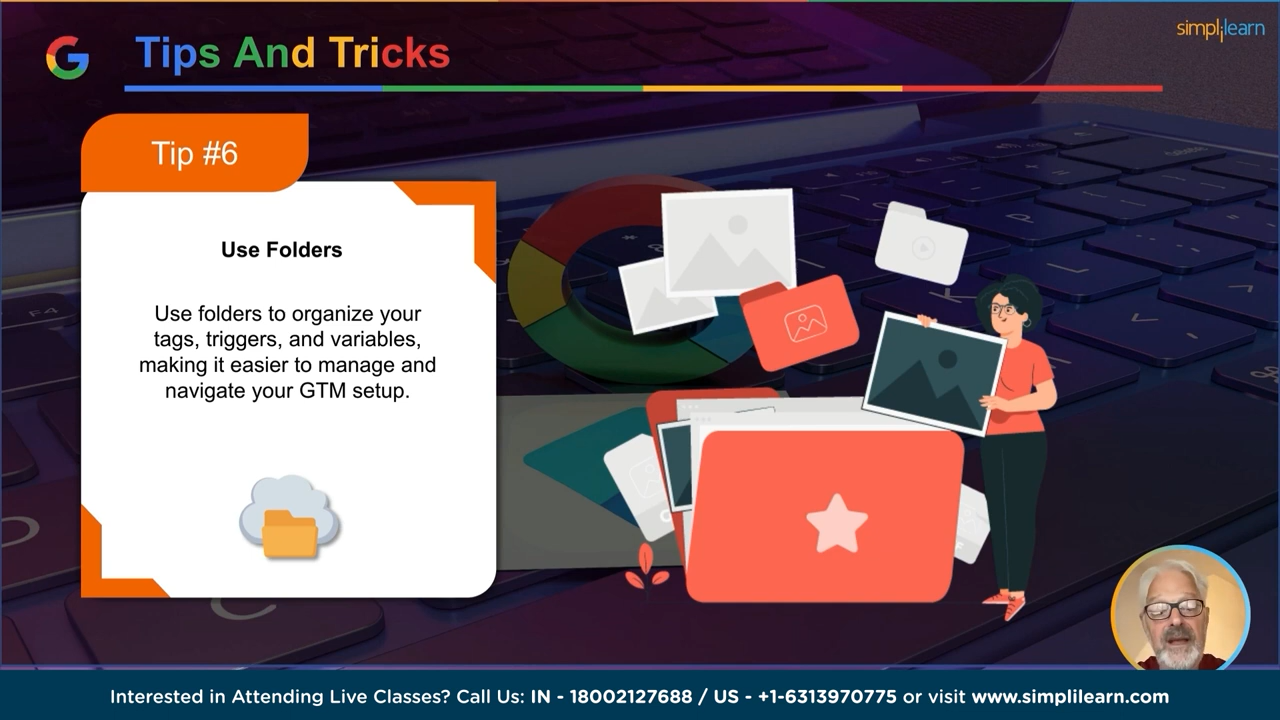 Tips And Tricks
simplilearn
Tip #6
Use Folders
Use folders to organize your
tags, triggers, and variables,
making it easier to manage and
navigate your GTM setup.
Interested in Attending Live Classes? Call Us: IN - 18002127688 / US - +1-6313970775 or visit www.simplilearn.com